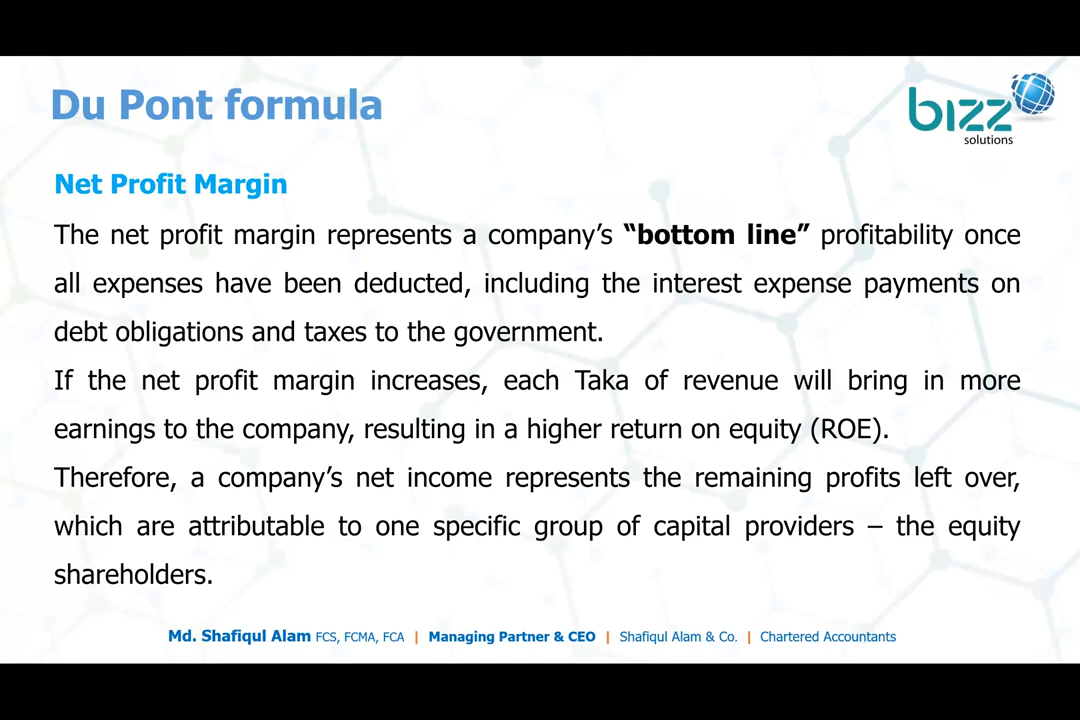 Du Pont formula
bizz
solutions
Net Profit Margin
The net profit margin represents a company’s “bottom line” profitability once
all expenses have been deducted, including the interest expense payments on
debt obligations and taxes to the government.
If the net profit margin increases, each Taka of revenue will bring in more
earnings to the company, resulting in a higher return on equity (ROE).
Therefore, a company’s net income represents the remaining profits left over,
which are attributable to one specific group of capital providers – the equity
shareholders.
Md. Shafiqul Alam FCS, FCMA, FCA | Managing Partner & CEO | Shafiqul Alam & Co. | Chartered Accountants